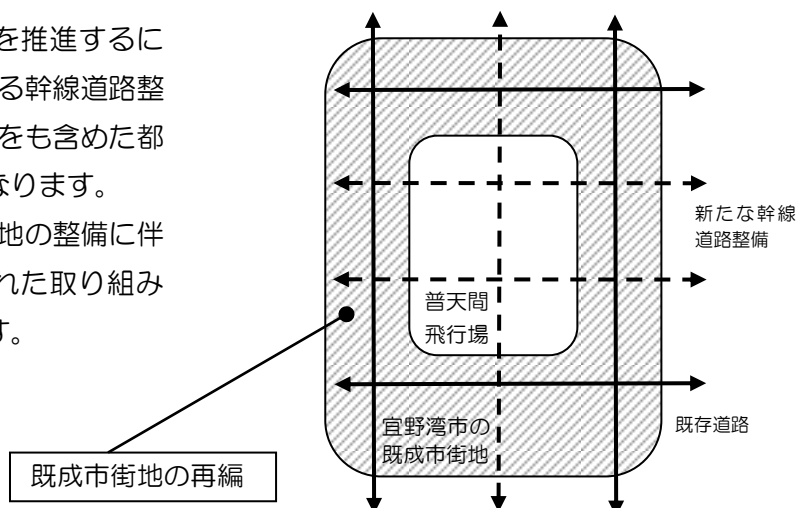 を推進するに
る幹線道路整
をも含めた都
なります。
地の整備に伴
れた取り組み
す。
新たな幹線
道路整備
普天間
飛行場
既存道路
宜野湾市の
既成市街地
既成市街地の再編